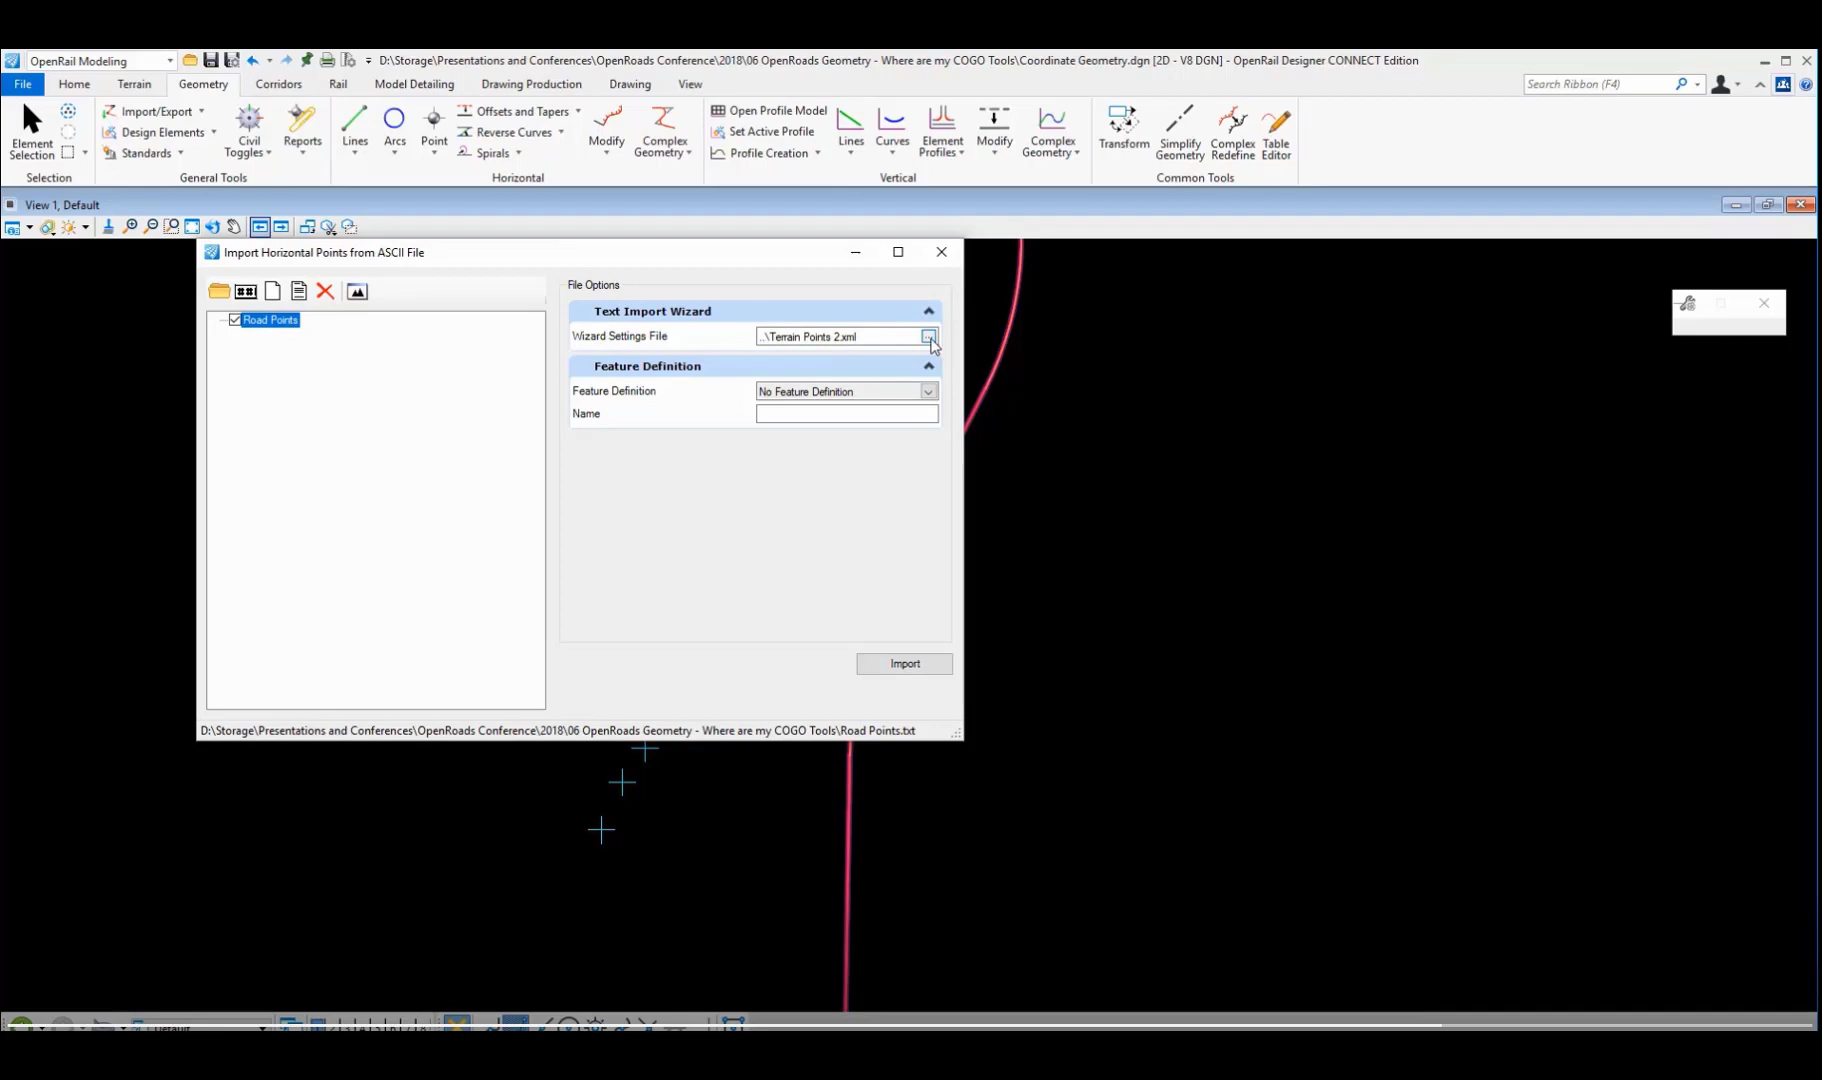 OpenRail Modeling
D:\Storage\Presentations and Conferences\OpenRoads Conference\2018\06 OpenRoads Geometry - Where are my COGO Tools\Coordinate Geometry.dgn [2D - V8 DGN] - OpenRail Designer CONNECT Edition
File Home Terrain Geometry Corridors Rail Model Detailing Drawing Production Drawing View
Search Ribbon (F4)
Element Selection
Import/Export
Design Elements
Standards
Civil Toggles
Reports
Lines
Arcs
Point
Offsets and Tapers
Reverse Curves
Spirals
Modify
Complex Geometry
Open Profile Model
Set Active Profile
Profile Creation
Lines
Curves
Element Profiles
Modify
Complex Geometry
Transform
Simplify Geometry
Complex Redefine
Table Editor
Selection
General Tools
Horizontal
Vertical
Common Tools
View 1, Default
Import Horizontal Points from ASCII File
Road Points
File Options
Text Import Wizard
Wizard Settings File
..\Terrain Points 2.xml
...
Feature Definition
Feature Definition
No Feature Definition
Name
Import
D:\Storage\Presentations and Conferences\OpenRoads Conference\2018\06 OpenRoads Geometry - Where are my COGO Tools\Road Points.txt
Default